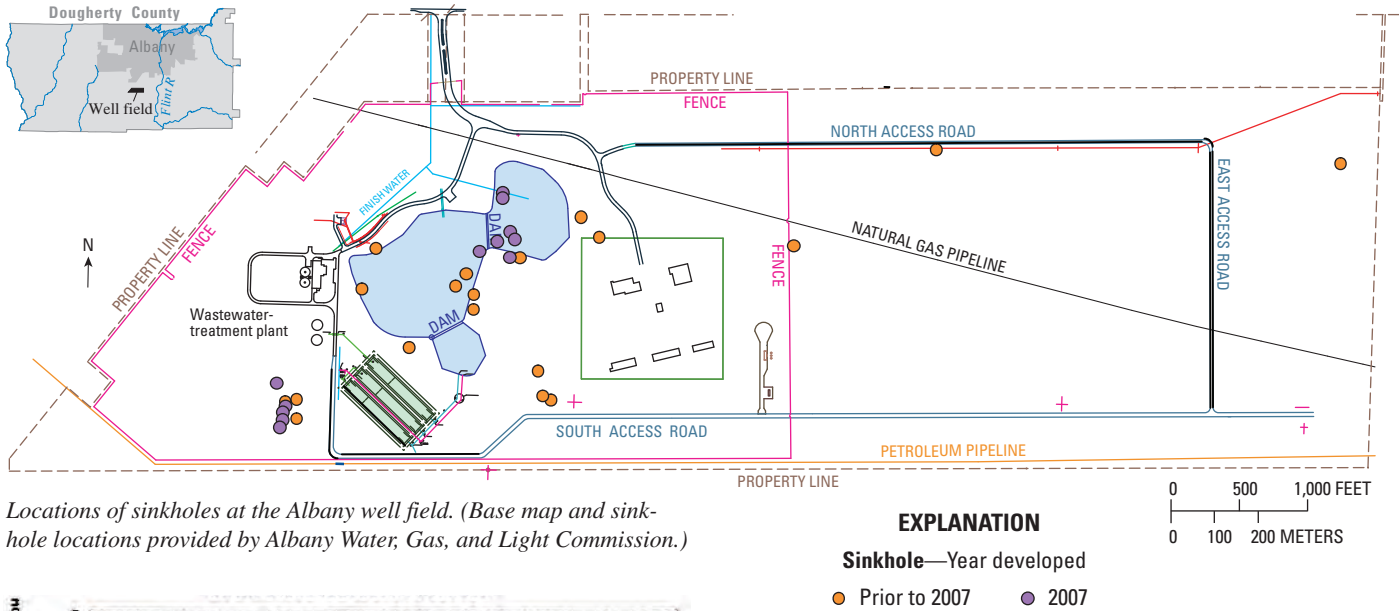 Dougherty County
Albany
Flint R
Well field
PROPERTY LINE
FENCE
NORTH ACCESS ROAD
EAST ACCESS ROAD
FINISH WATER
DAM
NATURAL GAS PIPELINE
PROPERTY LINE
FENCE
FENCE
N
Wastewater-
treatment plant
DAM
SOUTH ACCESS ROAD
PETROLEUM PIPELINE
PROPERTY LINE
0 500 1,000 FEET
0 100 200 METERS
Locations of sinkholes at the Albany well field. (Base map and sink-
hole locations provided by Albany Water, Gas, and Light Commission.)
EXPLANATION
Sinkhole—Year developed
Prior to 2007
2007